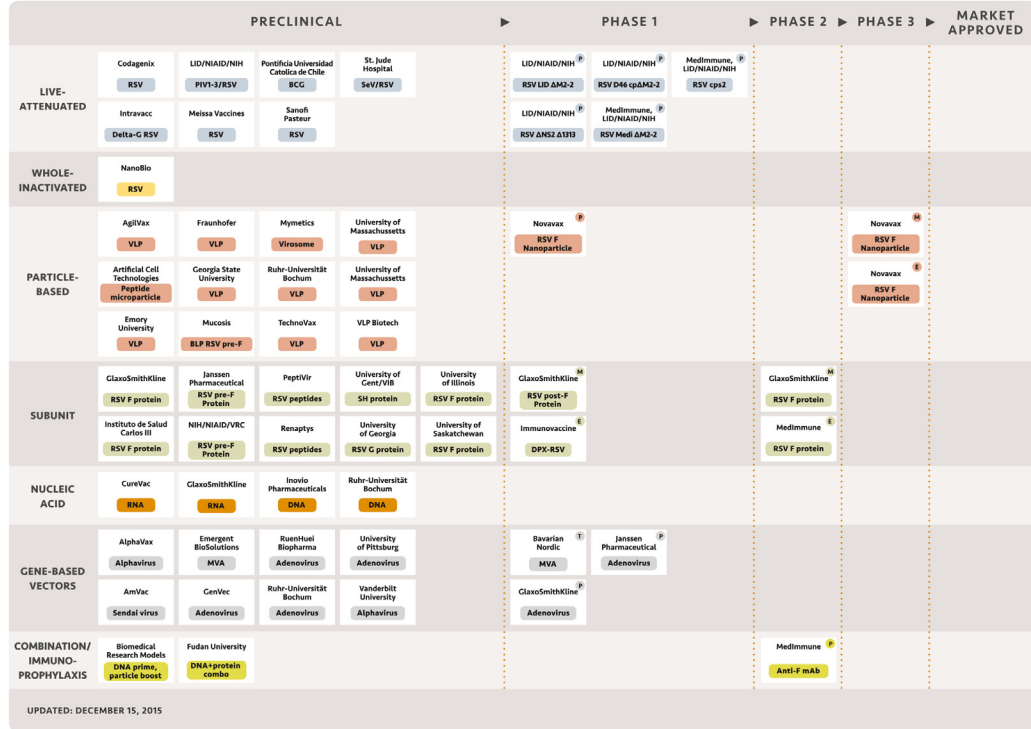 PRECLINICAL ▶ PHASE 1 ▶ PHASE 2 ▶ PHASE 3 ▶ MARKET
APPROVED
LIVE-
ATTENUATED
Codagenix
RSV
LID/NIAID/NIH
PIV1-3/RSV
Pontificia Universidad
Catolica de Chile
BCG
St. Jude
Hospital
SeV/RSV
Intravacc
Delta-G RSV
Meissa Vaccines
RSV
Sanofi
Pasteur
RSV
LID/NIAID/NIH P
RSV LID ΔM2-2
LID/NIAID/NIH P
RSV D46 cpΔM2-2
MedImmune, P
LID/NIAID/NIH
RSV cps2
LID/NIAID/NIH P
RSV ΔNS2 Δ1313
MedImmune, P
LID/NIAID/NIH
RSV Medi ΔM2-2
WHOLE-
INACTIVATED
NanoBio
RSV
PARTICLE-
BASED
AgilVax
VLP
Fraunhofer
VLP
Mymetics
Virosome
University of
Massachussetts
VLP
Artificial Cell
Technologies
Peptide
microparticle
Georgia State
University
VLP
Ruhr-Universität
Bochum
VLP
University of
Massachussetts
VLP
Emory
University
VLP
Mucosis
BLP RSV pre-F
TechnoVax
VLP
VLP Biotech
VLP
Novavax P
RSV F
Nanoparticle
Novavax M
RSV F
Nanoparticle
Novavax E
RSV F
Nanoparticle
SUBUNIT
GlaxoSmithKline
RSV F protein
Janssen
Pharmaceutical
RSV pre-F
Protein
PeptiVir
RSV peptides
University of
Gent/VIB
SH protein
University
of Illinois
RSV F protein
Instituto de Salud
Carlos III
RSV F protein
NIH/NIAID/VRC
RSV pre-F
Protein
Renaptys
RSV peptides
University
of Georgia
RSV G protein
University of
Saskatchewan
RSV F protein
GlaxoSmithKline M
RSV post-F
Protein
Immunovaccine E
DPX-RSV
GlaxoSmithKline M
RSV F protein
MedImmune E
RSV F protein
NUCLEIC
ACID
CureVac
RNA
GlaxoSmithKline
RNA
Inovio
Pharmaceuticals
DNA
Ruhr-Universität
Bochum
DNA
GENE-BASED
VECTORS
AlphaVax
Alphavirus
Emergent
BioSolutions
MVA
RuenHuei
Biopharma
Adenovirus
University
of Pittsburg
Adenovirus
AmVac
Sendai virus
GenVec
Adenovirus
Ruhr-Universität
Bochum
Adenovirus
Vanderbilt
University
Alphavirus
Bavarian T
Nordic
MVA
Janssen P
Pharmaceutical
Adenovirus
GlaxoSmithKline P
Adenovirus
COMBINATION/
IMMUNO-
PROPHYLAXIS
Biomedical
Research Models
DNA prime,
particle boost
Fudan University
DNA+protein
combo
MedImmune P
Anti-F mAb
UPDATED: DECEMBER 15, 2015